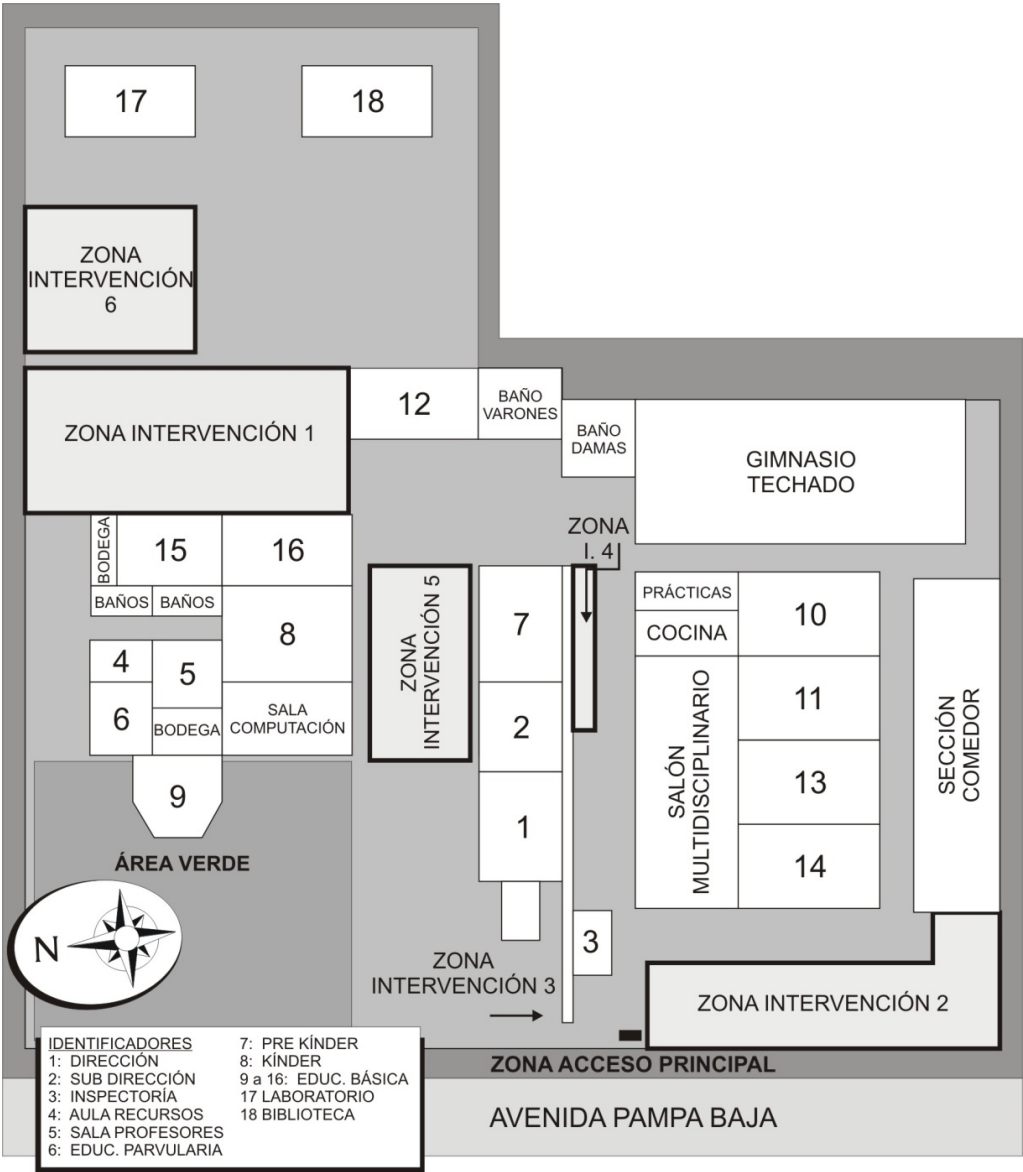 17
18
ZONA
INTERVENCIÓN
6
ZONA INTERVENCIÓN 1
12
BAÑO
VARONES
BAÑO
DAMAS
GIMNASIO
TECHADO
BODEGA
15
16
BAÑOS
BAÑOS
8
4
5
6
BODEGA
SALA
COMPUTACIÓN
9
ÁREA VERDE
N
ZONA
INTERVENCIÓN 5
7
2
1
ZONA
I. 4
PRÁCTICAS
COCINA
10
11
13
14
SALÓN
MULTIDISCIPLINARIO
SECCIÓN
COMEDOR
3
ZONA
INTERVENCIÓN 3
ZONA INTERVENCIÓN 2
ZONA ACCESO PRINCIPAL
AVENIDA PAMPA BAJA
IDENTIFICADORES
1: DIRECCIÓN
2: SUB DIRECCIÓN
3: INSPECTORÍA
4: AULA RECURSOS
5: SALA PROFESORES
6: EDUC. PARVULARIA
7: PRE KÍNDER
8: KÍNDER
9 a 16: EDUC. BÁSICA
17 LABORATORIO
18 BIBLIOTECA